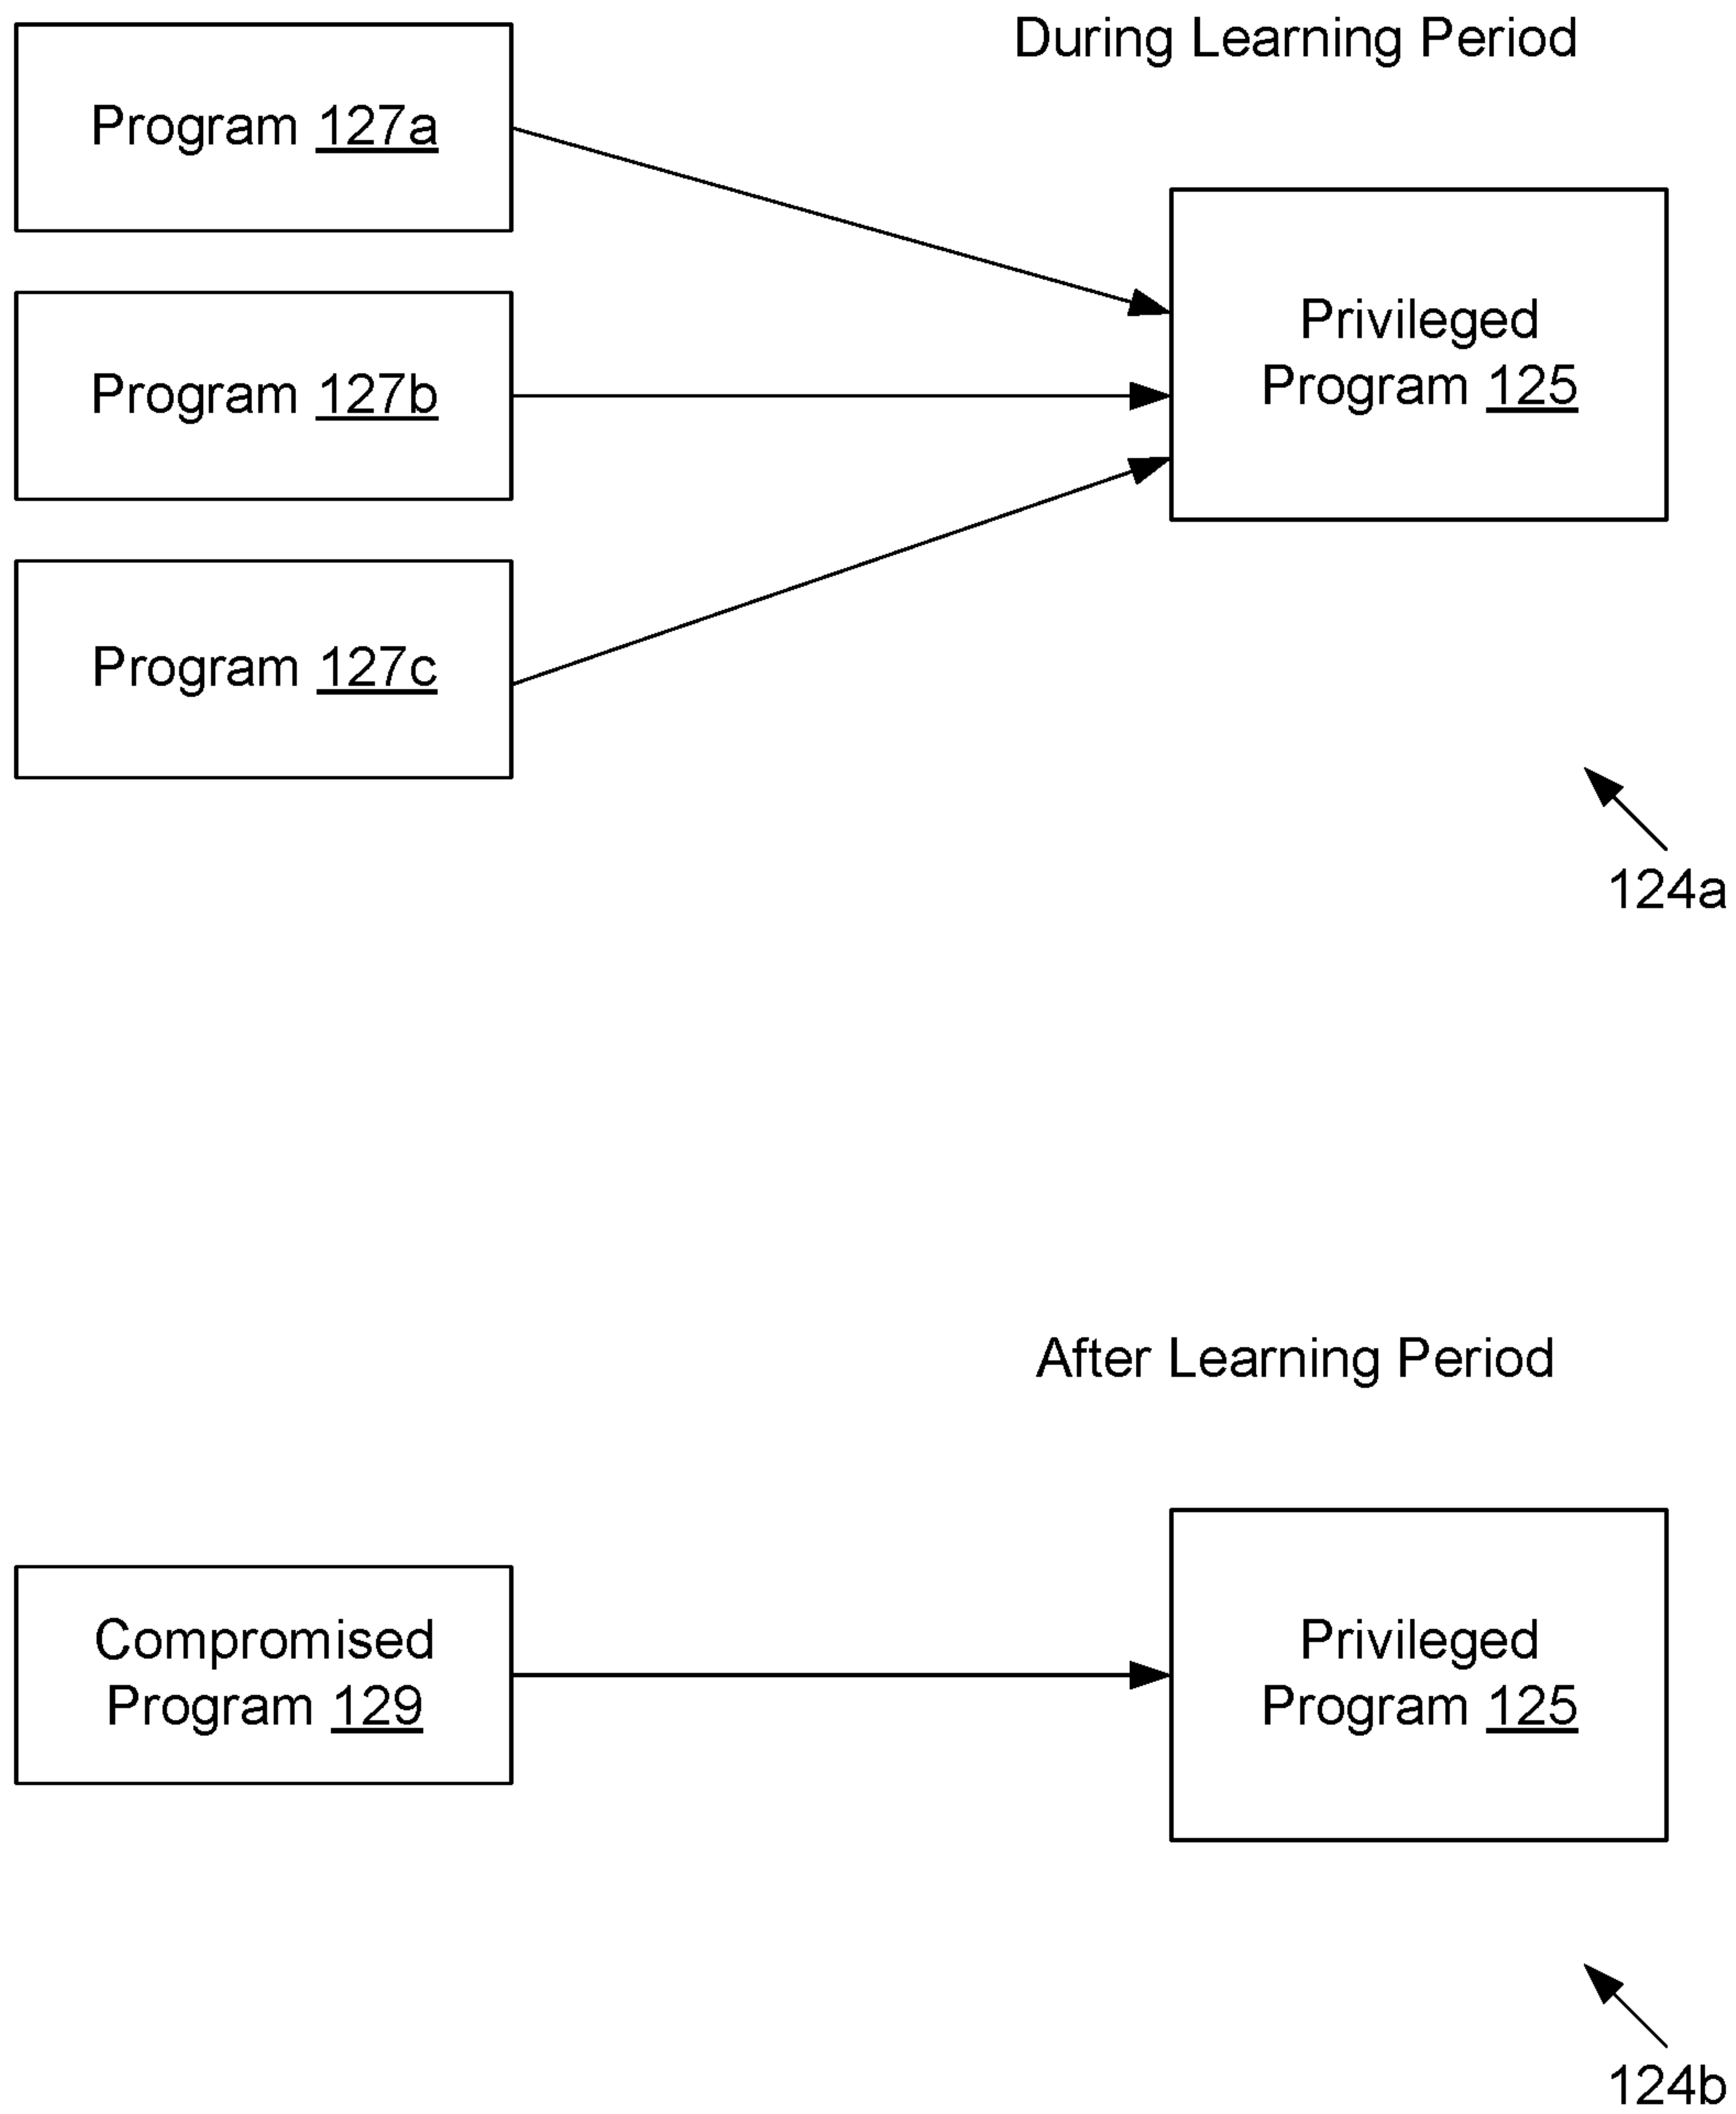 During Learning Period
Program 127a
Program 127b
Program 127c
Privileged
Program 125
124a
After Learning Period
Compromised
Program 129
Privileged
Program 125
124b